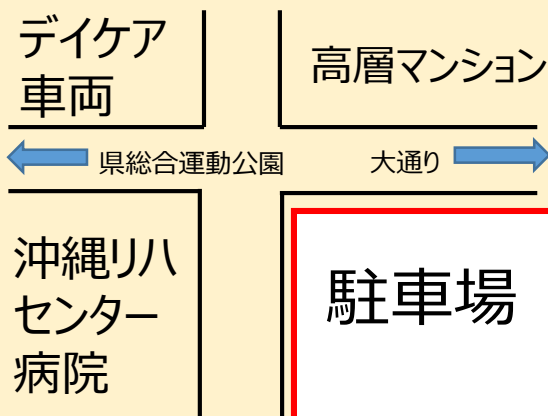 デイケア
車両
高層マンション
県総合運動公園
大通り
沖縄リハ
センター
病院
駐車場